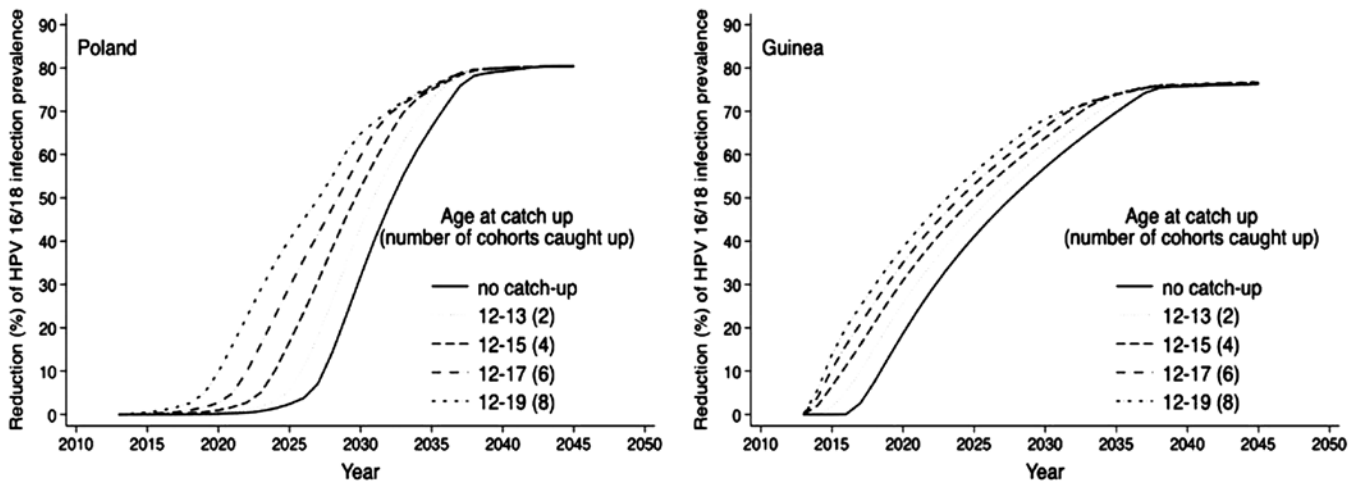 Reduction (%) of HPV 16/18 infection prevalence
90
80
70
60
50
40
30
20
10
0
Poland
Age at catch up
(number of cohorts caught up)
no catch-up
12-13 (2)
12-15 (4)
12-17 (6)
12-19 (8)
2010 2015 2020 2025 2030 2035 2040 2045 2050
Year
Reduction (%) of HPV 16/18 infection prevalence
90
80
70
60
50
40
30
20
10
0
Guinea
Age at catch up
(number of cohorts caught up)
no catch-up
12-13 (2)
12-15 (4)
12-17 (6)
12-19 (8)
2010 2015 2020 2025 2030 2035 2040 2045 2050
Year